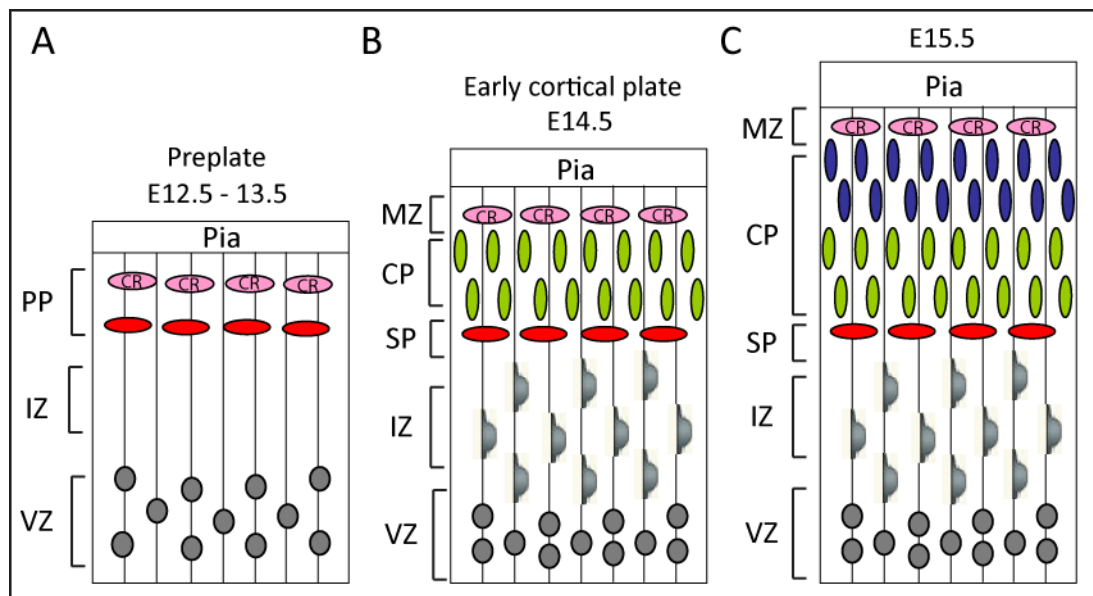 A
Preplate
E12.5 - 13.5
Pia
PP
CR CR CR CR
IZ
VZ
B
Early cortical plate
E14.5
Pia
MZ
CR CR CR CR
CP
SP
IZ
VZ
C
E15.5
Pia
MZ
CR CR CR CR
CP
SP
IZ
VZ